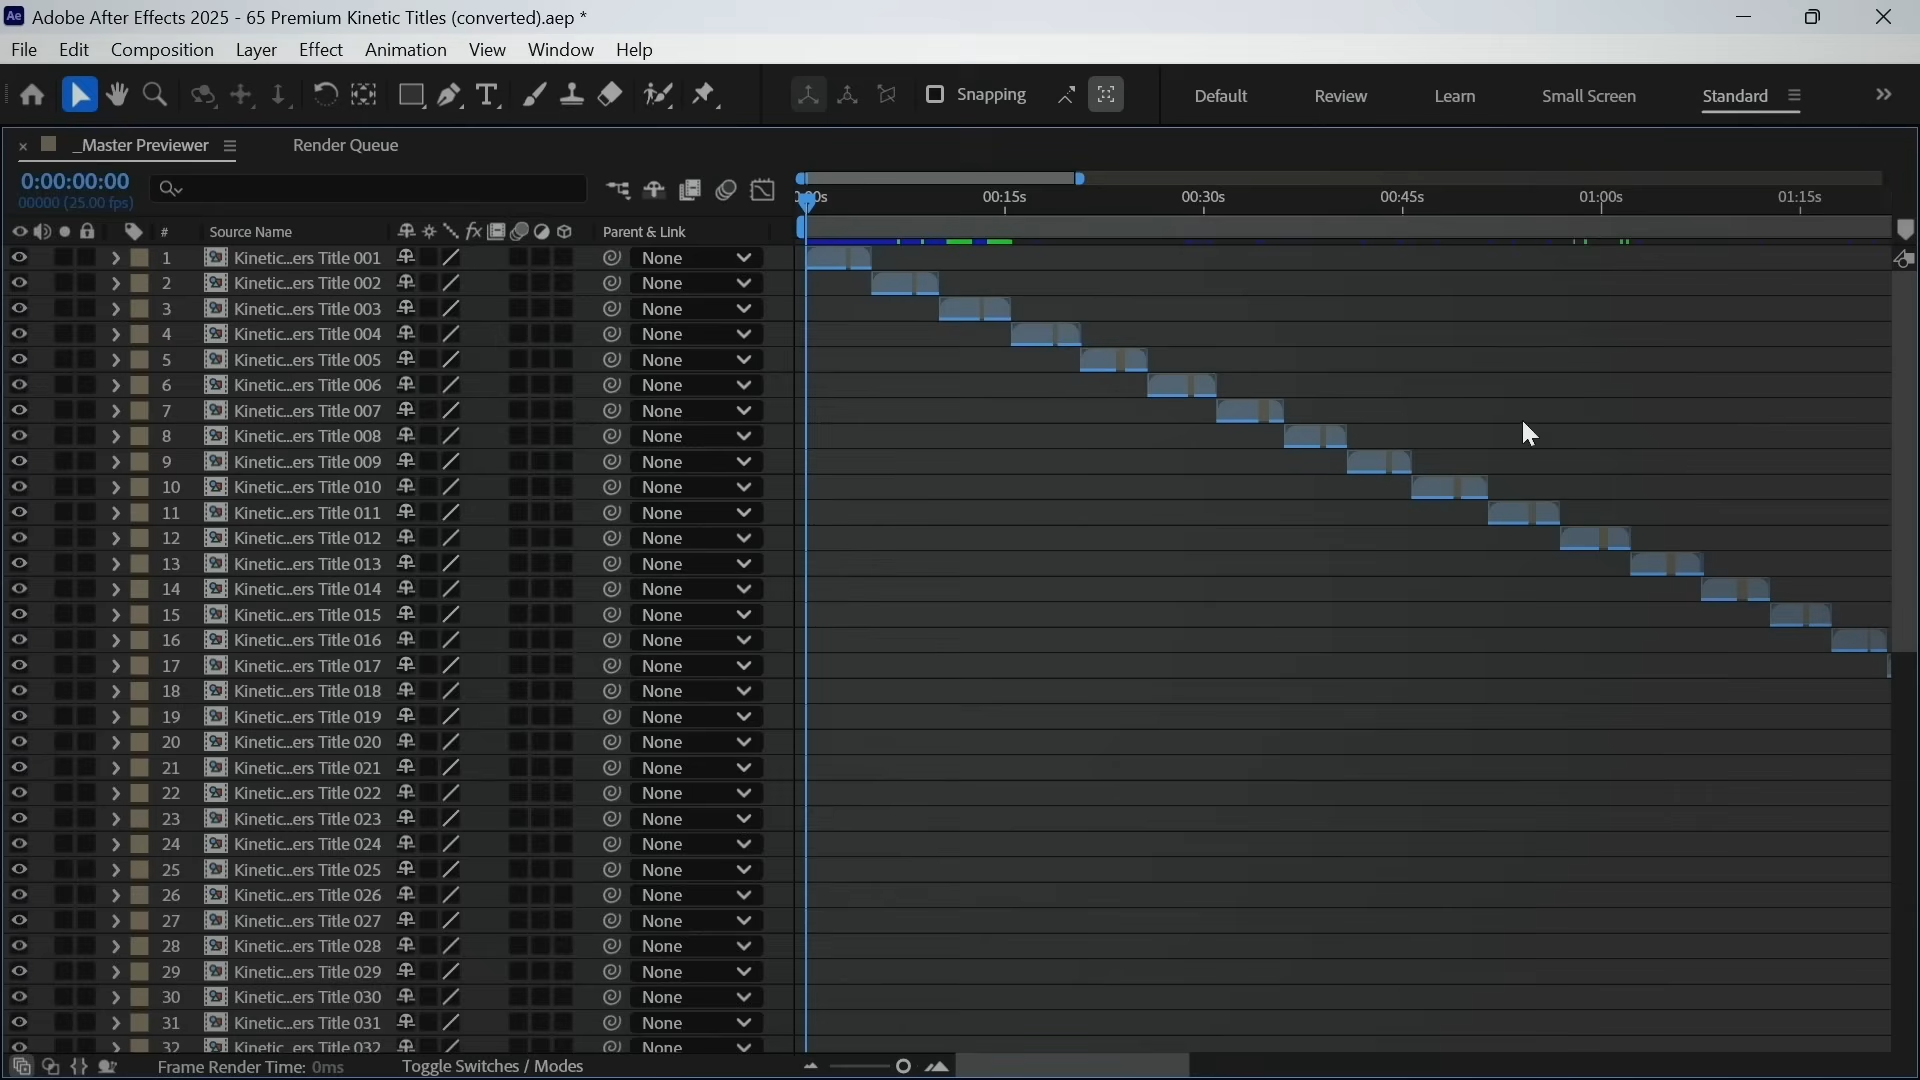 Ae Adobe After Effects 2025 - 65 Premium Kinetic Titles (converted).aep *
File Edit Composition Layer Effect Animation View Window Help
Snapping Default Review Learn Small Screen Standard
_Master Previewer Render Queue
0:00:00:00
00000 (25.00 fps)
00:15s 00:30s 00:45s 01:00s 01:15s
# Source Name fx Parent & Link
1 Kinetic...ers Title 001 None
2 Kinetic...ers Title 002 None
3 Kinetic...ers Title 003 None
4 Kinetic...ers Title 004 None
5 Kinetic...ers Title 005 None
6 Kinetic...ers Title 006 None
7 Kinetic...ers Title 007 None
8 Kinetic...ers Title 008 None
9 Kinetic...ers Title 009 None
10 Kinetic...ers Title 010 None
11 Kinetic...ers Title 011 None
12 Kinetic...ers Title 012 None
13 Kinetic...ers Title 013 None
14 Kinetic...ers Title 014 None
15 Kinetic...ers Title 015 None
16 Kinetic...ers Title 016 None
17 Kinetic...ers Title 017 None
18 Kinetic...ers Title 018 None
19 Kinetic...ers Title 019 None
20 Kinetic...ers Title 020 None
21 Kinetic...ers Title 021 None
22 Kinetic...ers Title 022 None
23 Kinetic...ers Title 023 None
24 Kinetic...ers Title 024 None
25 Kinetic...ers Title 025 None
26 Kinetic...ers Title 026 None
27 Kinetic...ers Title 027 None
28 Kinetic...ers Title 028 None
29 Kinetic...ers Title 029 None
30 Kinetic...ers Title 030 None
31 Kinetic...ers Title 031 None
32 Kinetic...ers Title 032 None
Frame Render Time: 0ms Toggle Switches / Modes